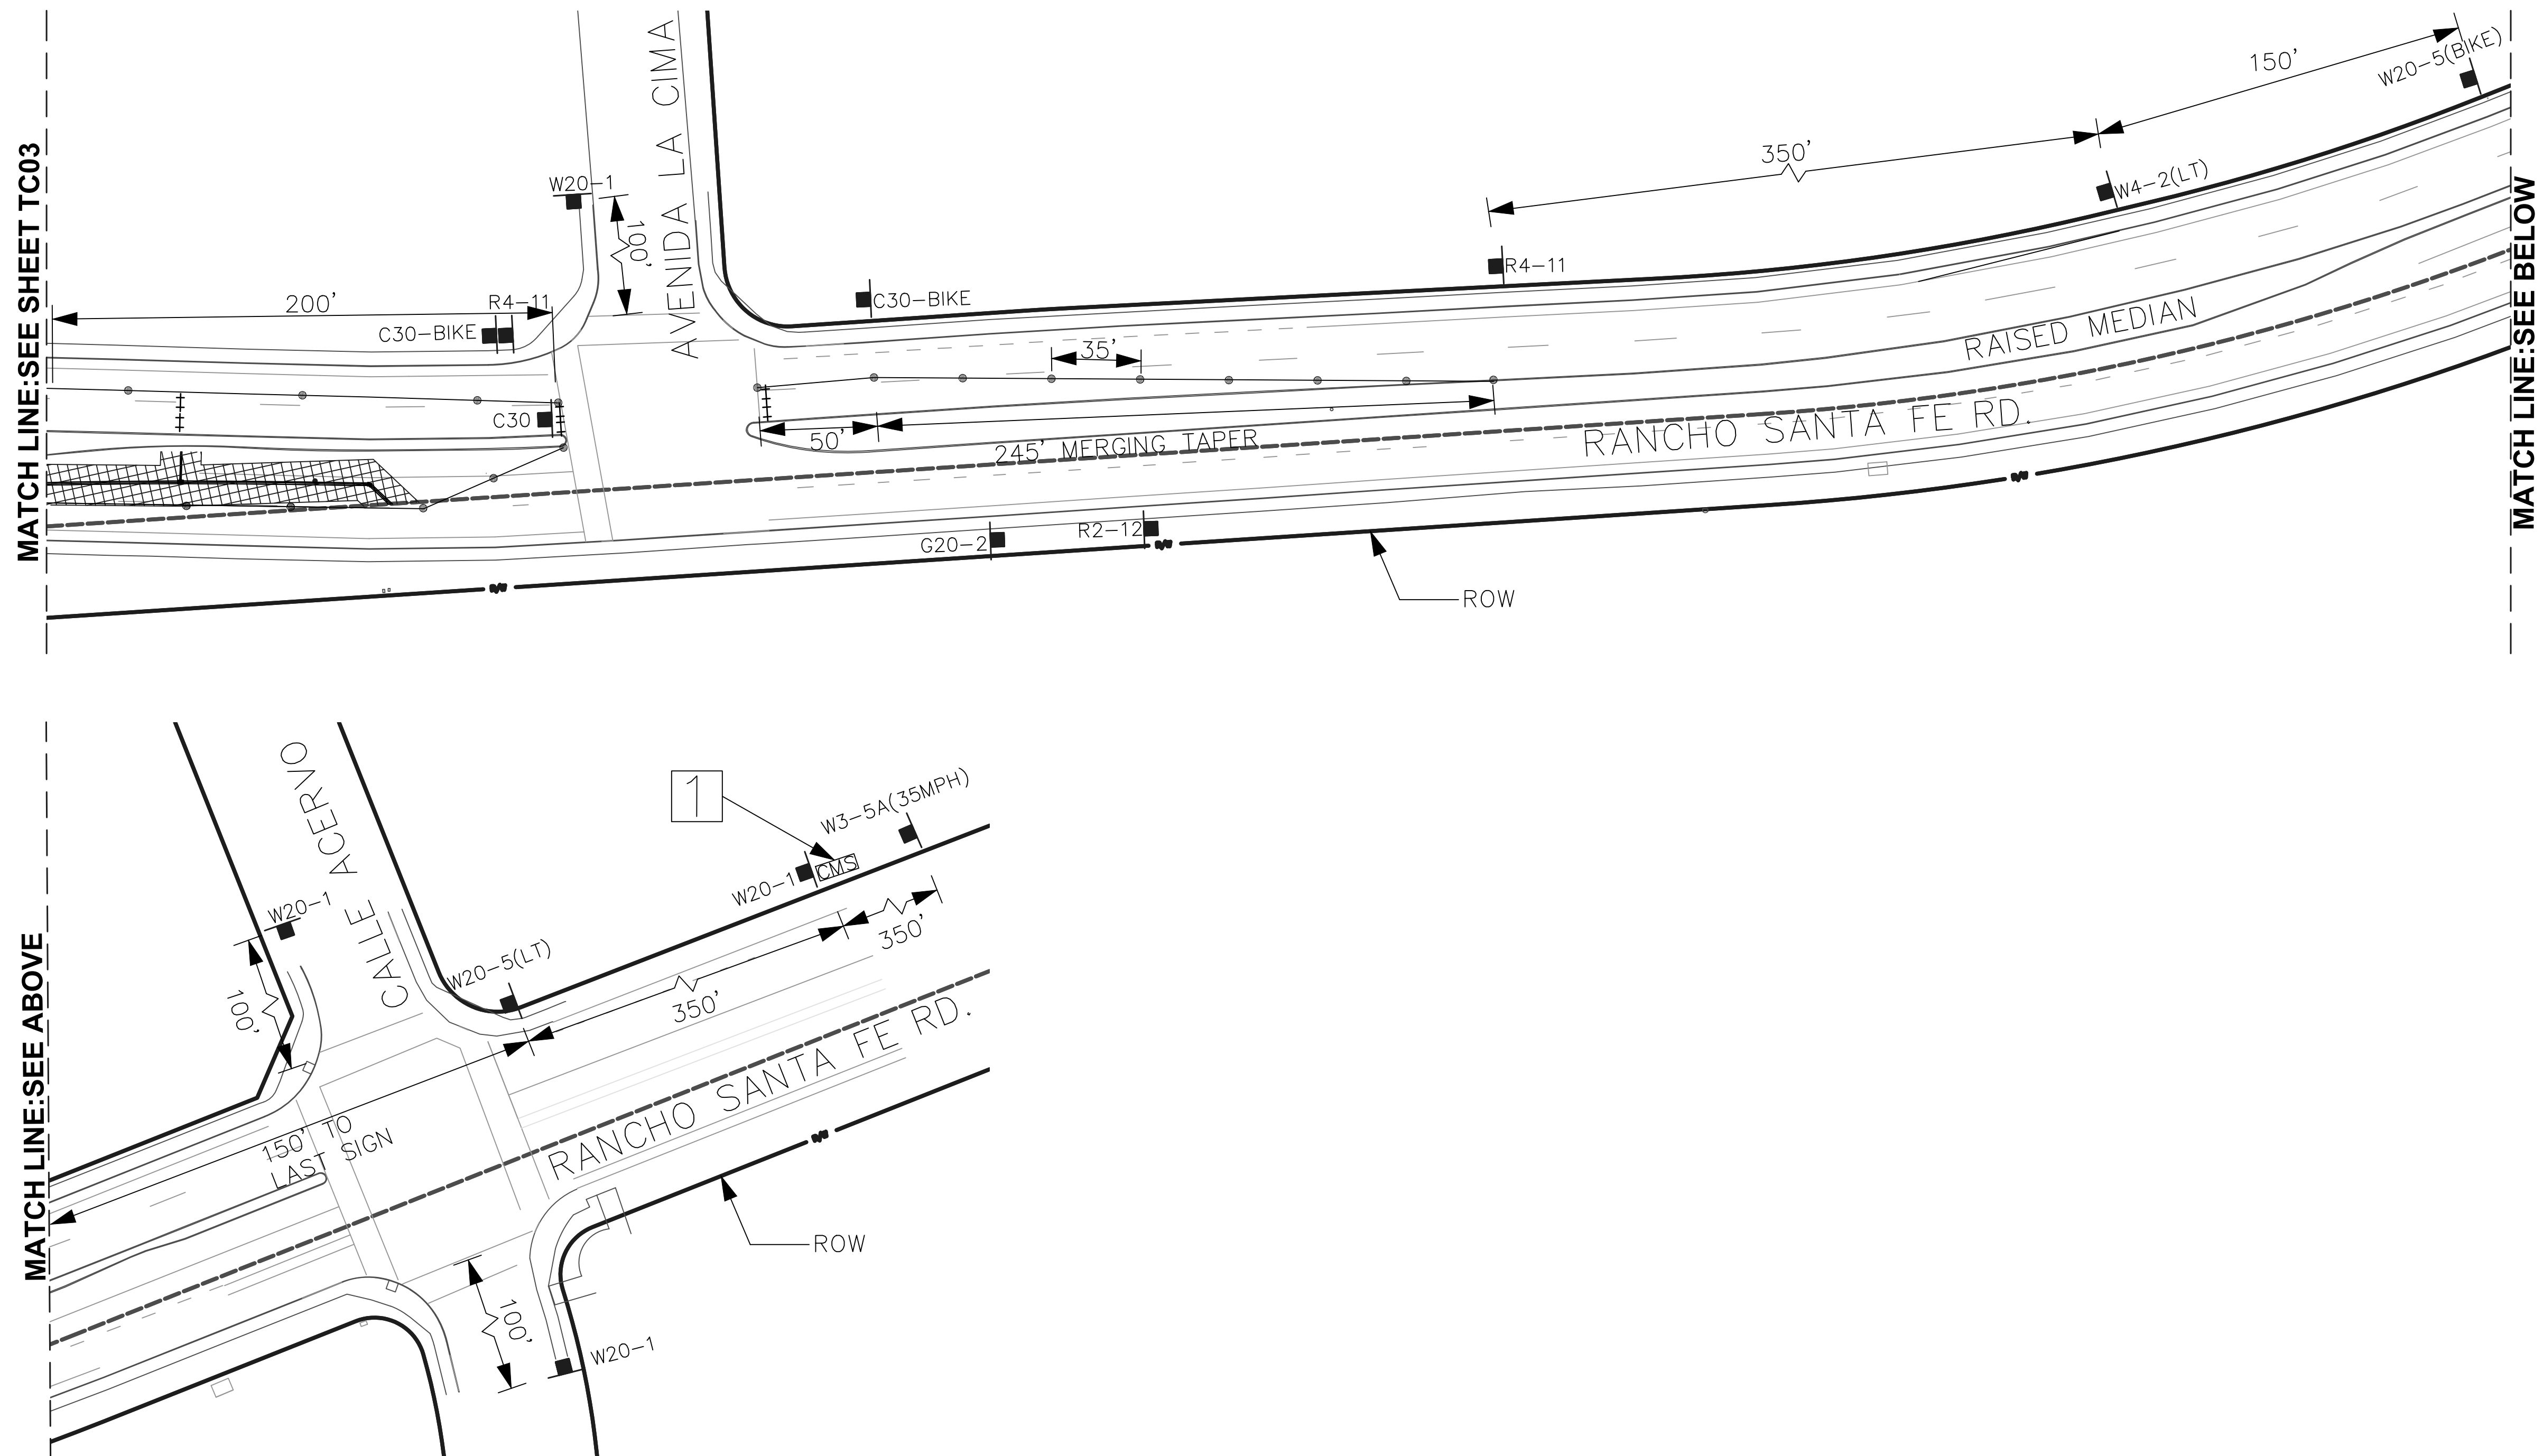 MATCH LINE:SEE SHEET TC03
200'
C30-BIKE
R4-11
C30
W20-1
100'
AVENIDA LA CIMA
C30-BIKE
35'
50'
245' MERGING TAPER
G20-2
R2-12
R4-11
350'
150'
W4-2(LT)
W20-5(BIKE)
RAISED MEDIAN
RANCHO SANTA FE RD.
ROW
R/W
R/W
R/W
MATCH LINE:SEE BELOW
MATCH LINE:SEE ABOVE
CALLE ACERVO
W20-1
100'
1
W3-5A(35MPH)
W20-1
CMS
W20-5(LT)
350'
350'
150' TO
LAST SIGN
RANCHO SANTA FE RD.
R/W
ROW
100'
W20-1